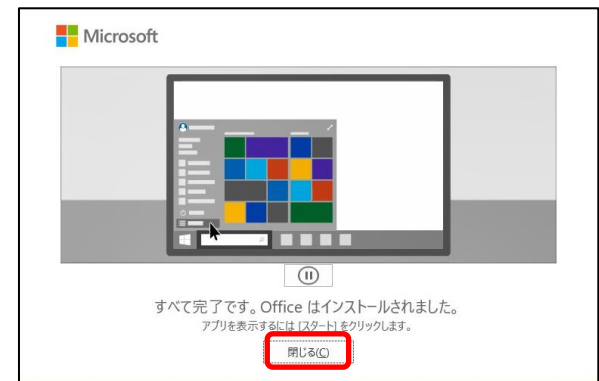 Microsoft
すべて完了です。Office はインストールされました。
アプリを表示するには [スタート] をクリックします。
閉じる(C)